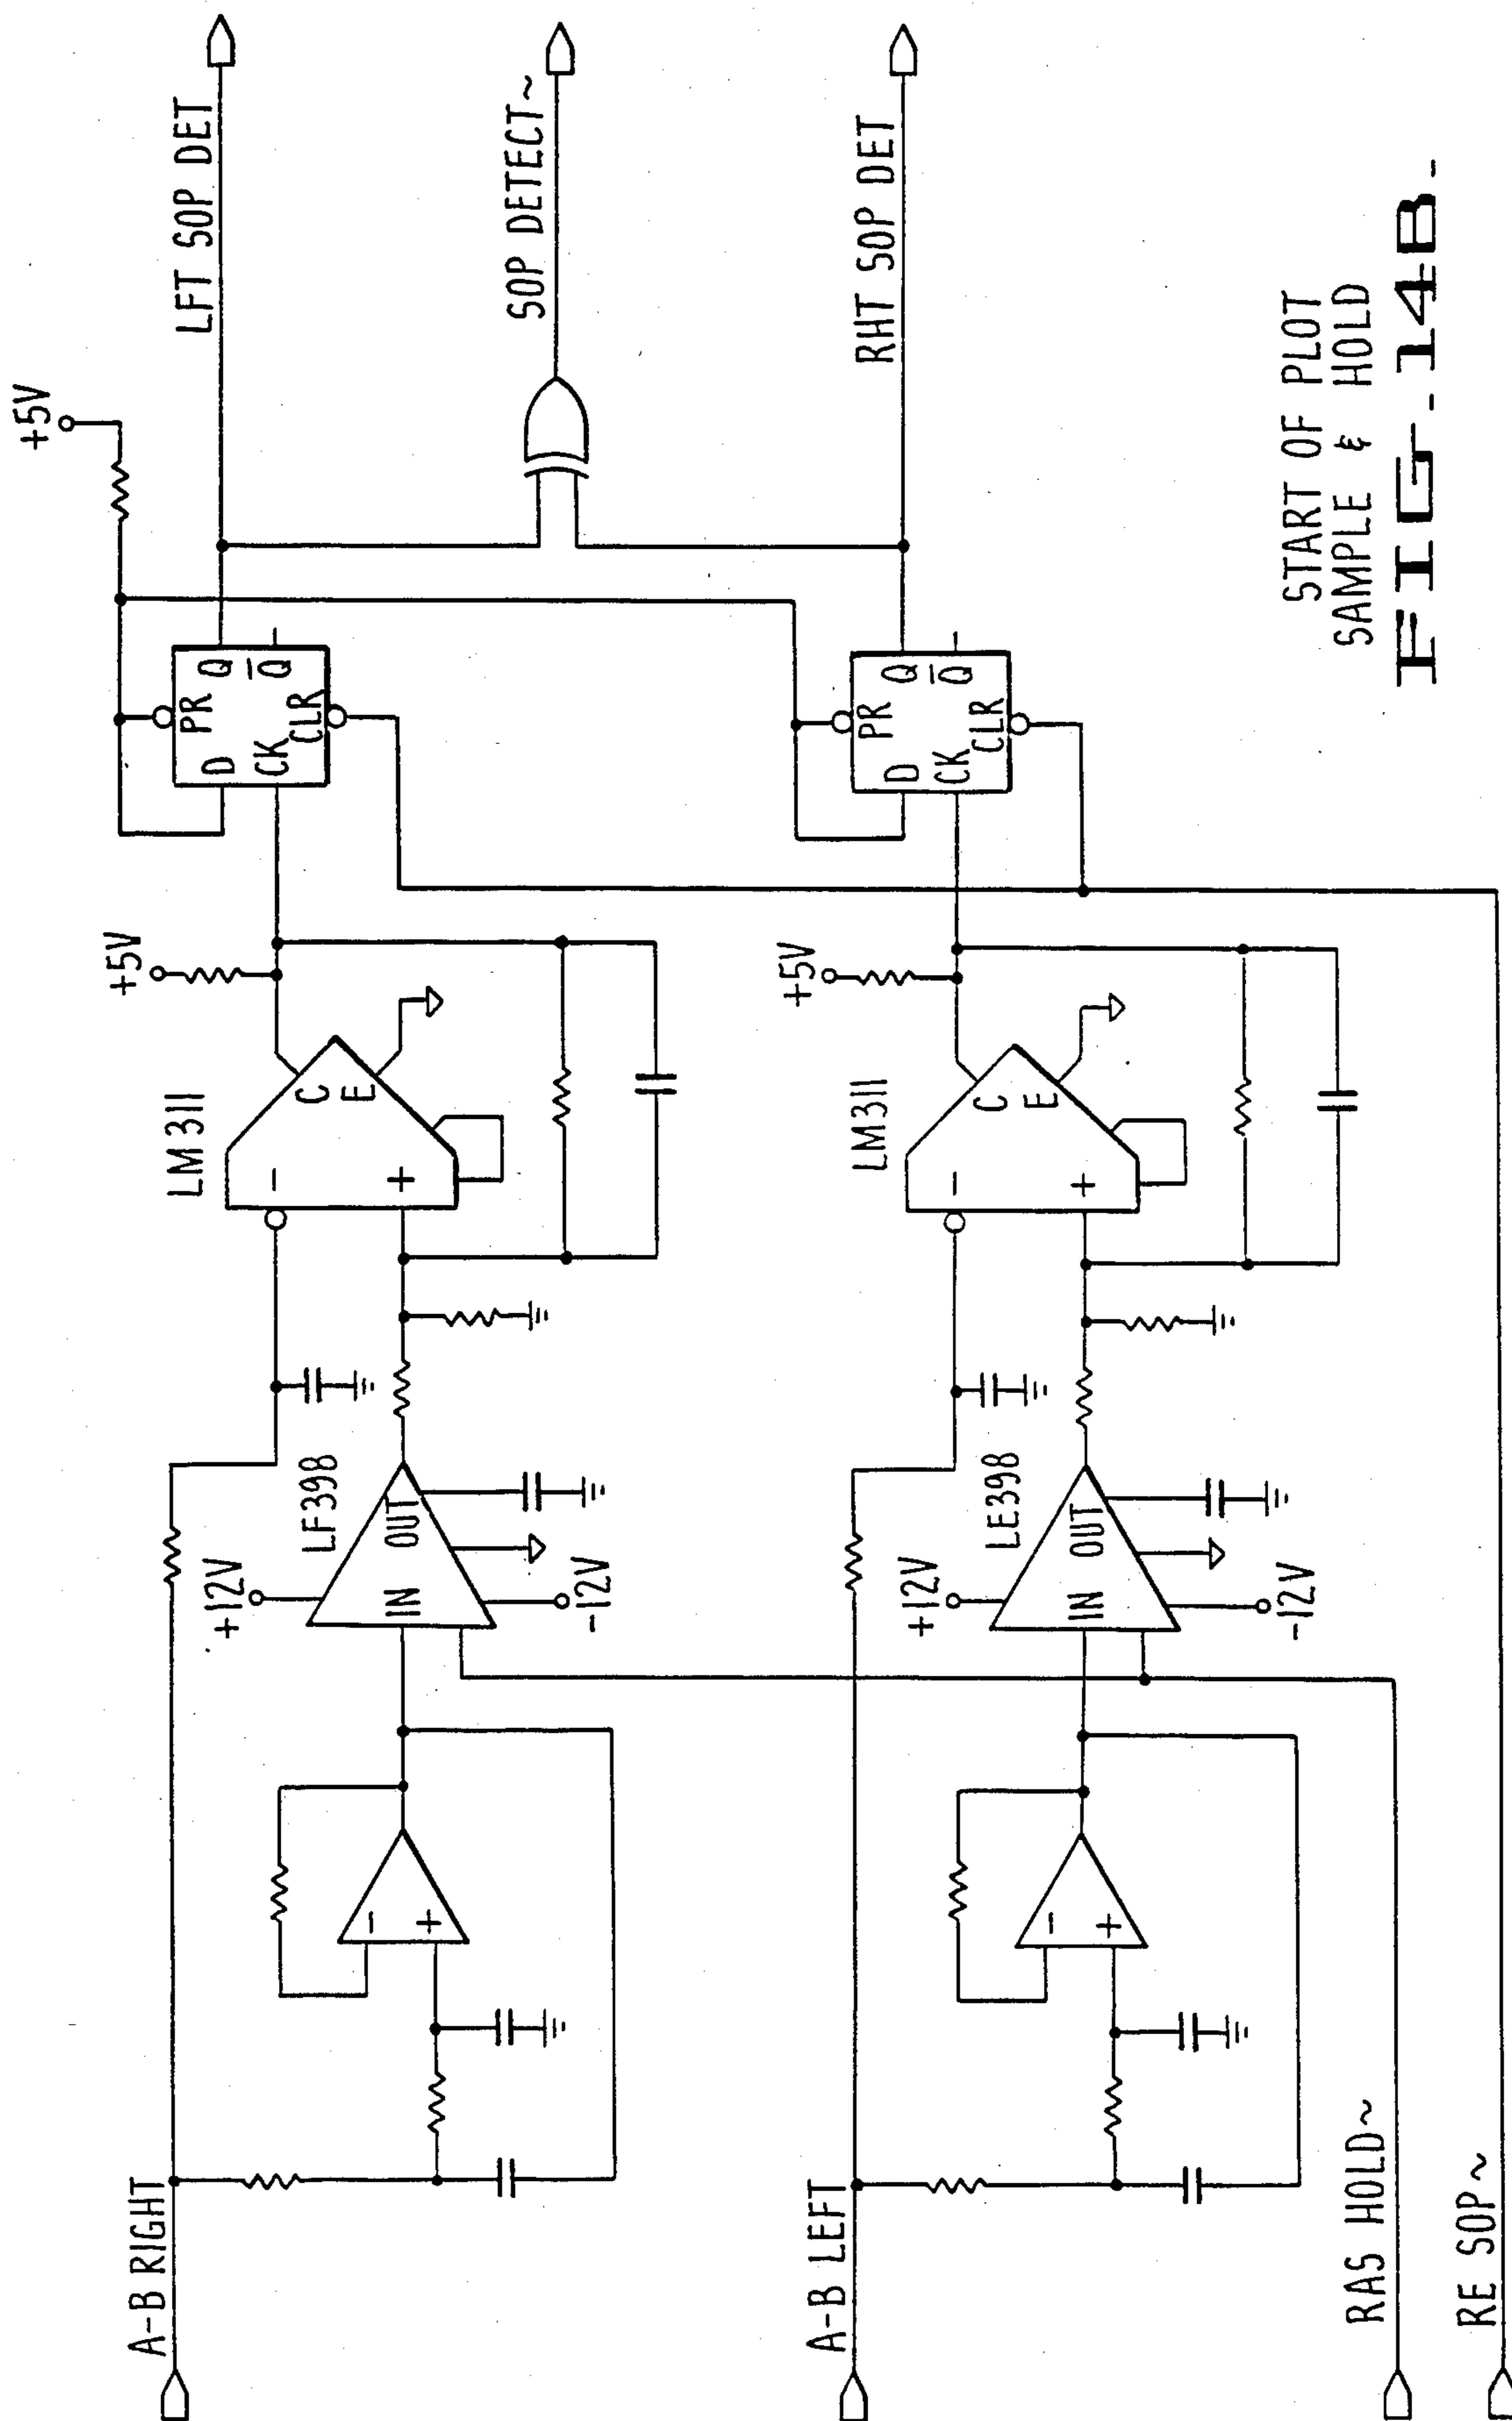 A-B RIGHT
-
+
+12V
LF398
IN
OUT
-12V
LM311
-
+
C
E
+5V
D
PR
Q
CK
Q̅
CLR
+5V
LFT SOP DET
SOP DETECT~
A-B LEFT
-
+
+12V
LE398
IN
OUT
-12V
LM311
-
+
C
E
+5V
D
PR
Q
CK
Q̅
CLR
RHT SOP DET
RAS HOLD~
RE SOP~
START OF PLOT
SAMPLE & HOLD
FIG.14B.